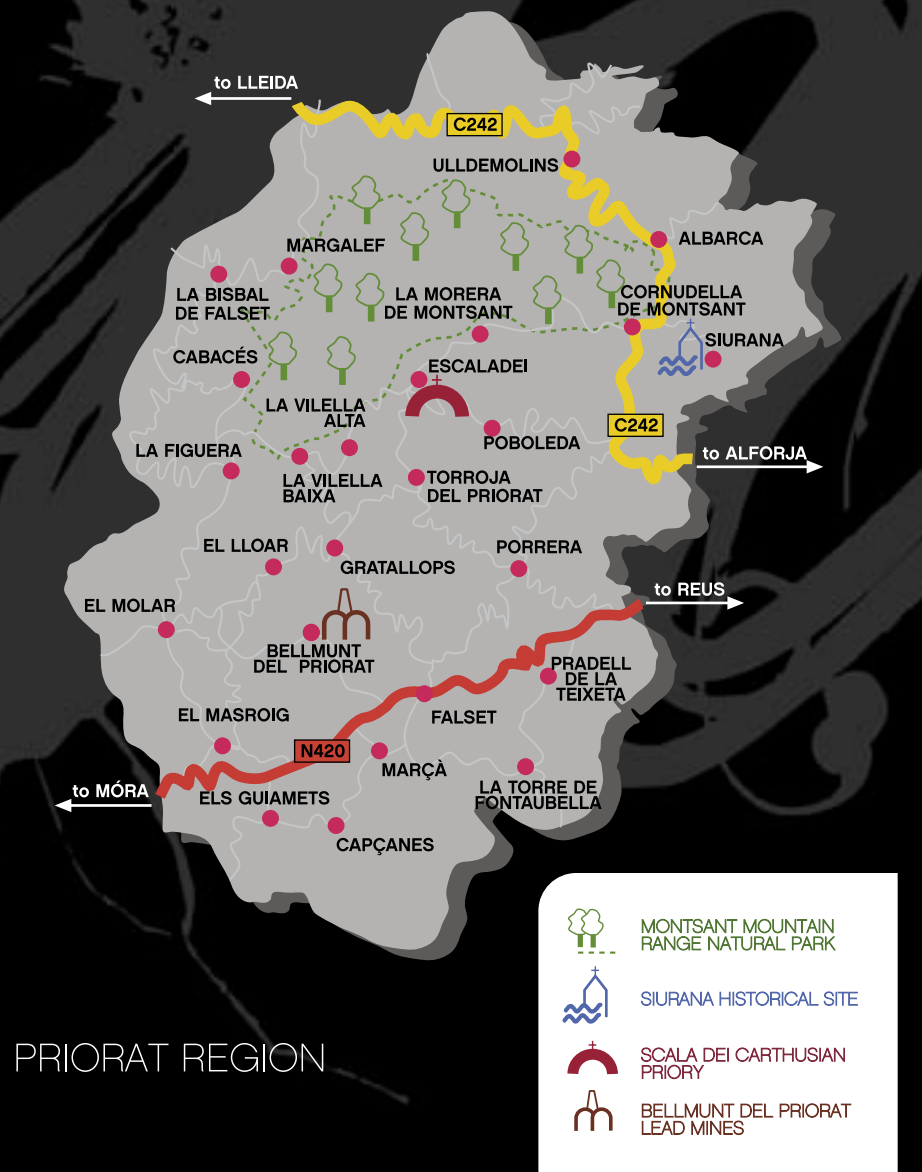 to LLEIDA
C242
ULLDEMOLINS
ALBARCA
MARGALEF
LA BISBAL
DE FALSET
LA MORERA
DE MONTSANT
CORNUDELLA
DE MONTSANT
SIURANA
CABACÉS
ESCALADEI
LA VILELLA
ALTA
C242
POBOLEDA
to ALFORJA
LA FIGUERA
LA VILELLA
BAIXA
TORROJA
DEL PRIORAT
EL LLOAR
GRATALLOPS
PORRERA
to REUS
EL MOLAR
BELLMUNT
DEL PRIORAT
PRADELL
DE LA
TEIXETA
EL MASROIG
FALSET
N420
MARÇÀ
to MÓRA
ELS GUIAMETS
LA TORRE DE
FONTAUBELLA
CAPÇANES
MONTSANT MOUNTAIN
RANGE NATURAL PARK
SIURANA HISTORICAL SITE
SCALA DEI CARTHUSIAN
PRIORY
BELLMUNT DEL PRIORAT
LEAD MINES
PRIORAT REGION